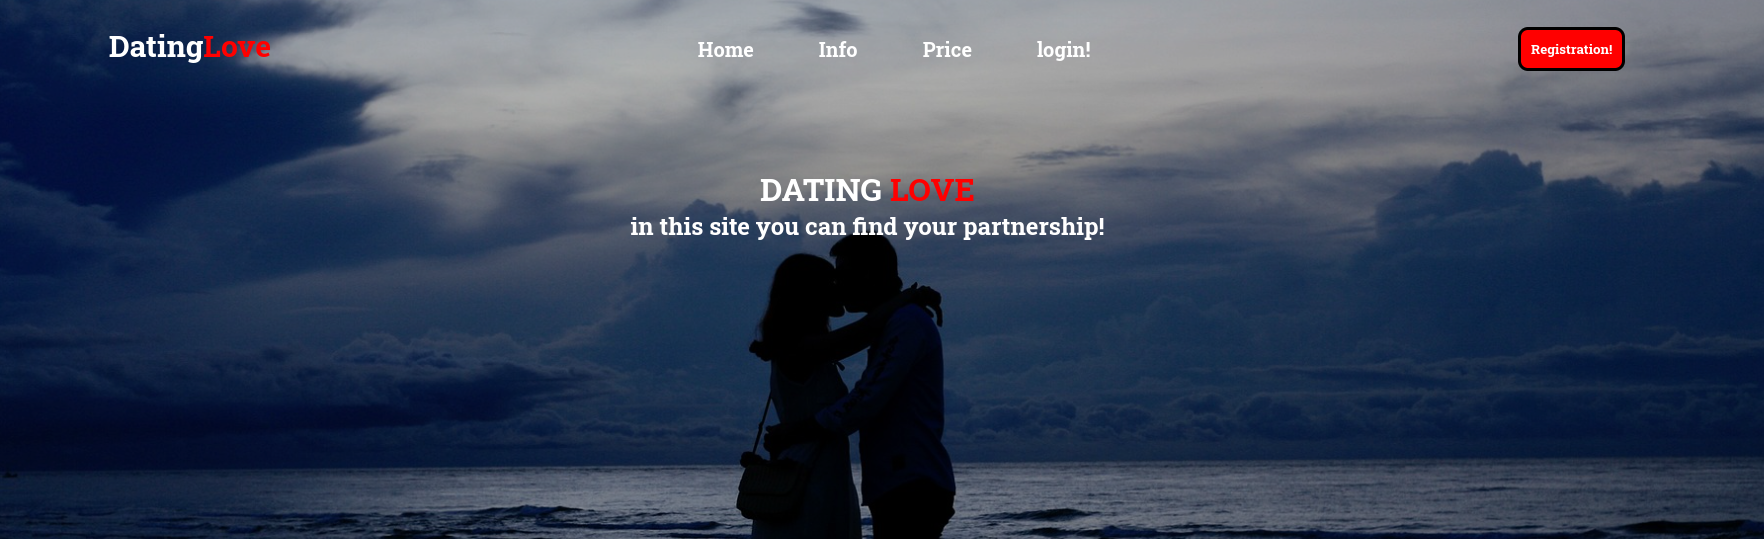 DatingLove
Home Info Price login!
Registration!
DATING LOVE
in this site you can find your partnership!